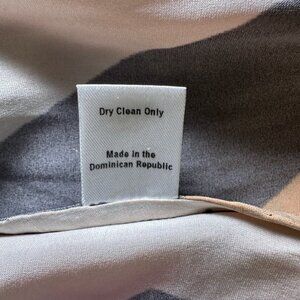 Dry Clean Only
Made in the
Dominican Republic